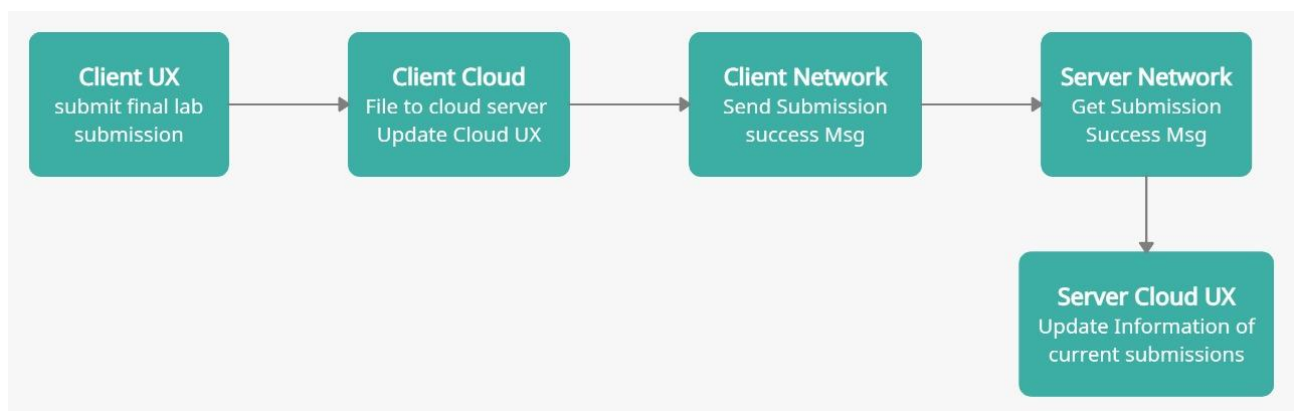 Client UX
submit final lab
submission
Client Cloud
File to cloud server
Update Cloud UX
Client Network
Send Submission
success Msg
Server Network
Get Submission
Success Msg
Server Cloud UX
Update Information of
current submissions